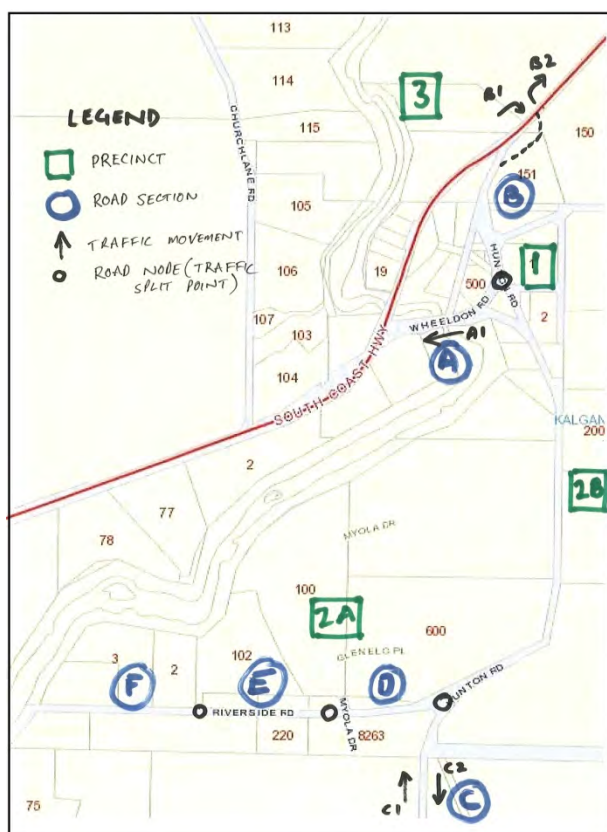 113
B2
B1
114
3
LEGEND
CHURCHLANE RD
115
150
PRECINCT
151
B
ROAD SECTION
105
TRAFFIC MOVEMENT
HUN
ON RD
1
ROAD NODE (TRAFFIC
SPLIT POINT)
106
19
500
107
WHEELDON RD
2
103
A1
A
104
SOUTH COAST HWY
KALGAN
200
2
2B
77
78
MYOLA DR
100
2A
600
GLENELG PL
3
2
102
F
E
D
UNTON RD
RIVERSIDE RD
MYOLA DR
220
8263
C2
C
C1
75